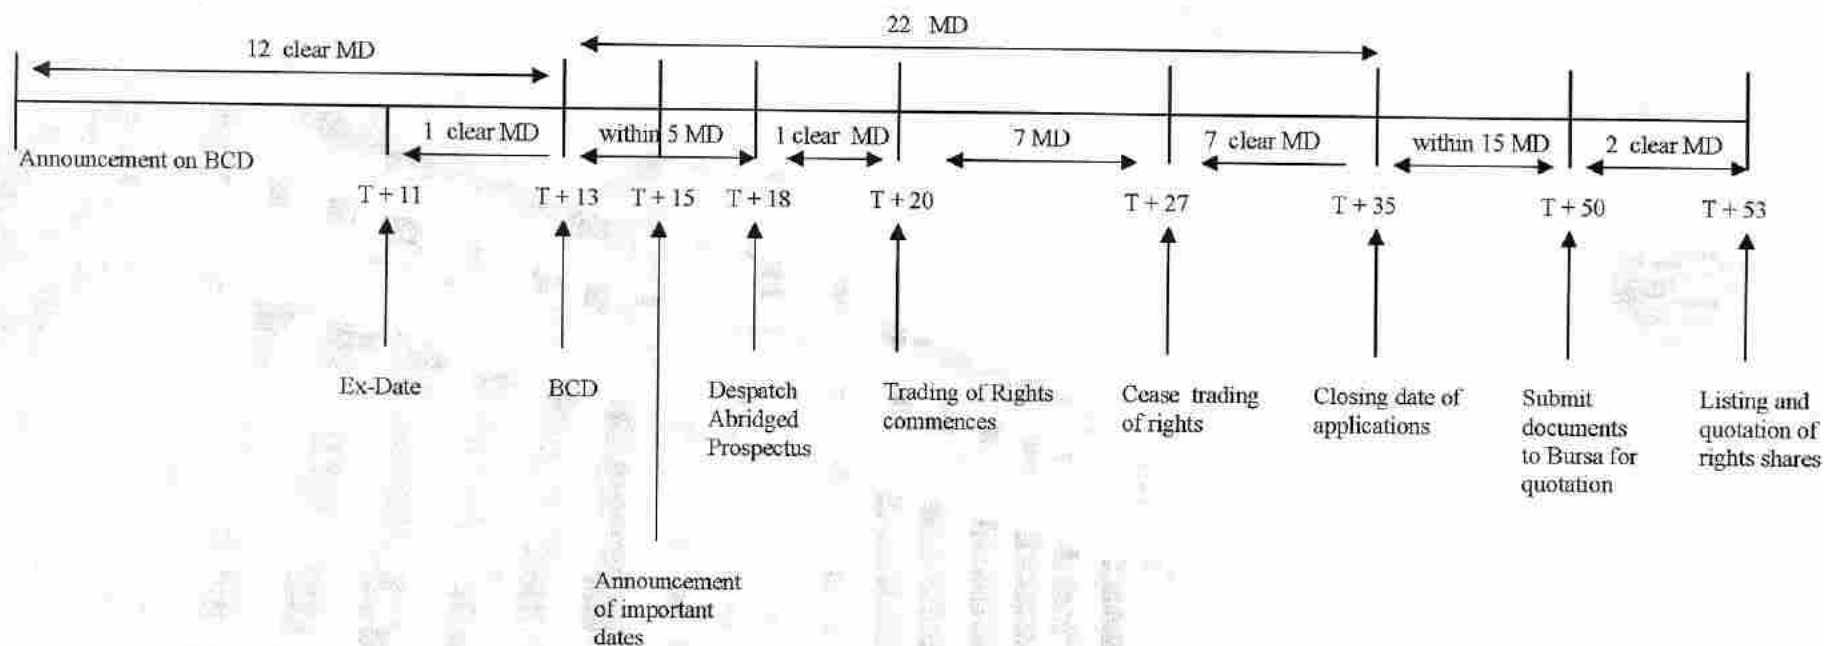 22 MD
12 clear MD
1 clear MD
within 5 MD
1 clear MD
7 MD
7 clear MD
within 15 MD
2 clear MD
Announcement on BCD
T + 11
T + 13
T + 15
T + 18
T + 20
T + 27
T + 35
T + 50
T + 53
Ex-Date
BCD
Despatch
Abridged
Prospectus
Trading of Rights
commences
Cease trading
of rights
Closing date of
applications
Submit
documents
to Bursa for
quotation
Listing and
quotation of
rights shares
Announcement
of important
dates